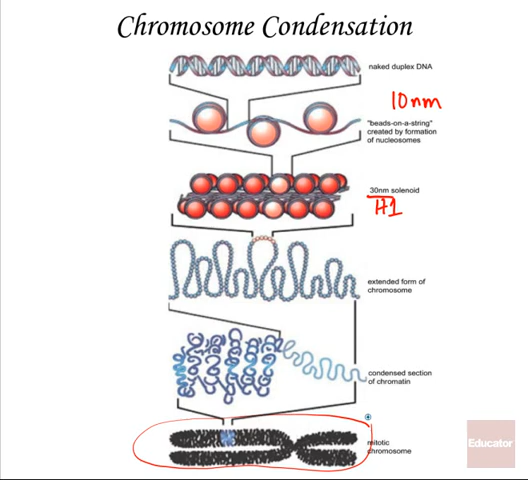 Chromosome Condensation
naked duplex DNA
10nm
"beads-on-a-string"
created by formation
of nucleosomes
30nm solenoid
H1
extended form of
chromosome
condensed section
of chromatin
mitotic
chromosome
Educator